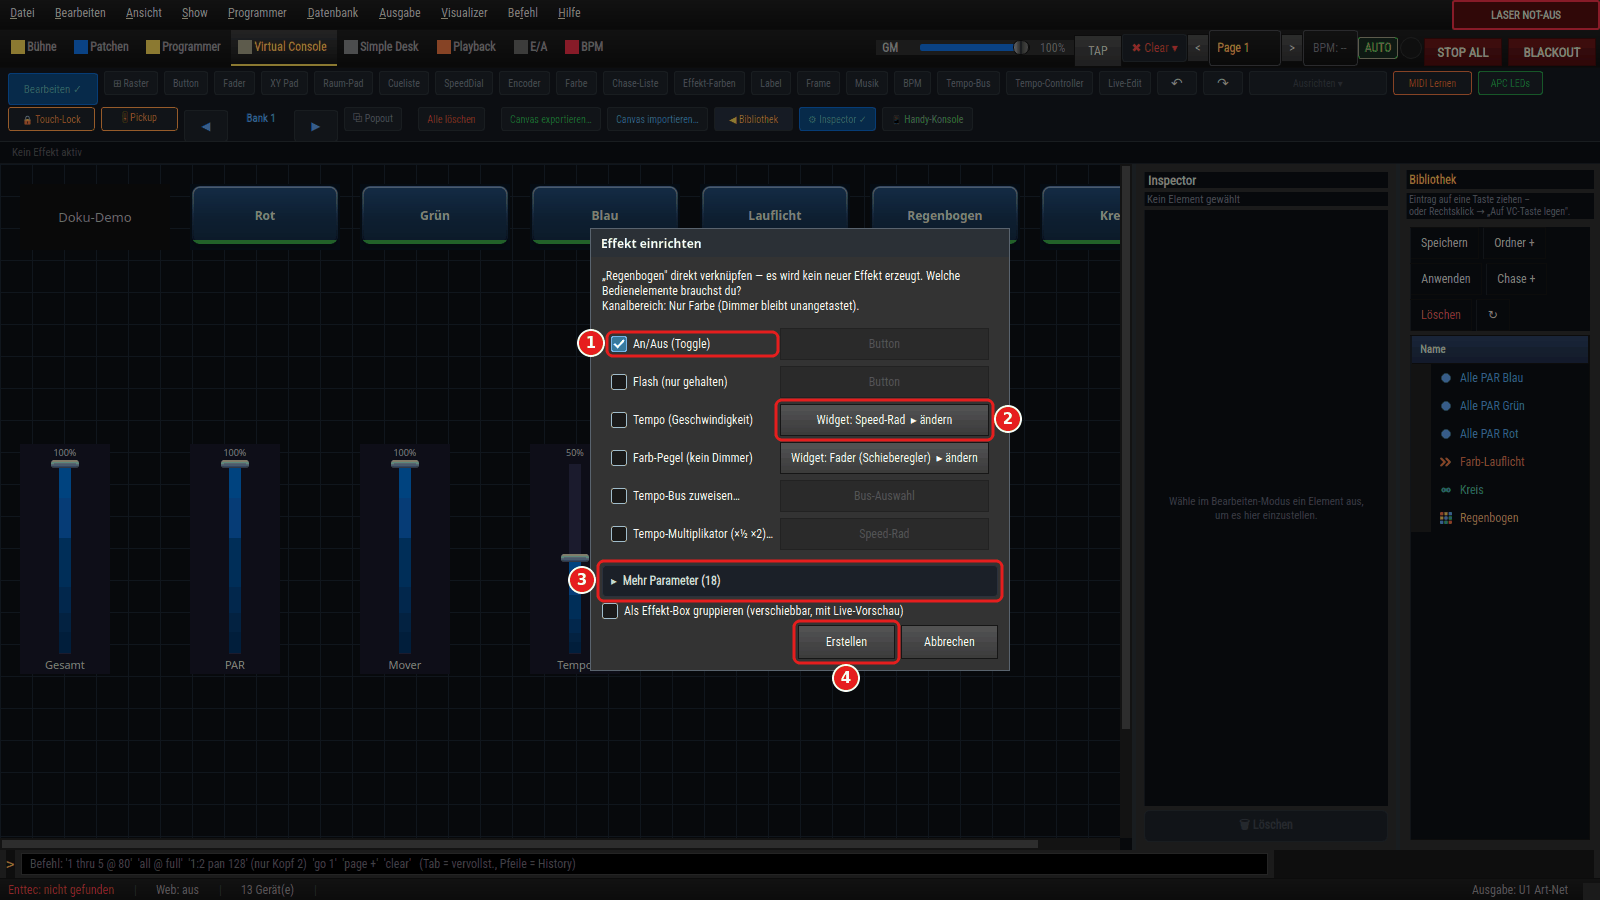 Datei Bearbeiten Ansicht Show Programmer Datenbank Ausgabe Visualizer Befehl Hilfe
LASER NOT-AUS
Bühne Patchen Programmer Virtual Console Simple Desk Playback E/A BPM
GM 100% TAP ✖ Clear ▾ < Page 1 > BPM: -- AUTO STOP ALL BLACKOUT
Bearbeiten ✓ ⊞ Raster Button Fader XY Pad Raum-Pad Cueliste SpeedDial Encoder Farbe Chase-Liste Effekt-Farben Label Frame Musik BPM Tempo-Bus Tempo-Controller Live-Edit ↶ ↷ Ausrichten ▾ MIDI Lernen APC LEDs
Touch-Lock Pickup ◀ Bank 1 ▶ Popout Alle löschen Canvas exportieren... Canvas importieren... ◀ Bibliothek Inspector ✓ Handy-Konsole
Kein Effekt aktiv
Doku-Demo Rot Grün Blau Lauflicht Regenbogen Kre
Effekt einrichten
„Regenbogen" direkt verknüpfen — es wird kein neuer Effekt erzeugt. Welche
Bedienelemente brauchst du?
Kanalbereich: Nur Farbe (Dimmer bleibt unangetastet).
1 An/Aus (Toggle) Button
Flash (nur gehalten) Button
Tempo (Geschwindigkeit) Widget: Speed-Rad ▸ ändern 2
Farb-Pegel (kein Dimmer) Widget: Fader (Schieberegler) ▸ ändern
Tempo-Bus zuweisen… Bus-Auswahl
Tempo-Multiplikator (×½ ×2)… Speed-Rad
3 ▸ Mehr Parameter (18)
Als Effekt-Box gruppieren (verschiebbar, mit Live-Vorschau)
Erstellen Abbrechen
4
100% 100% 100% 50%
Gesamt PAR Mover Tempo
Inspector
Kein Element gewählt
Wähle im Bearbeiten-Modus ein Element aus,
um es hier einzustellen.
Löschen
Bibliothek
Eintrag auf eine Taste ziehen –
oder Rechtsklick → „Auf VC-Taste legen".
Speichern Ordner +
Anwenden Chase +
Löschen ↻
Name
Alle PAR Blau
Alle PAR Grün
Alle PAR Rot
Farb-Lauflicht
Kreis
Regenbogen
> Befehl: '1 thru 5 @ 80' 'all @ full' '1:2 pan 128' (nur Kopf 2) 'go 1' 'page +' 'clear' (Tab = vervollst., Pfeile = History)
Enttec: nicht gefunden Web: aus 13 Gerät(e) Ausgabe: U1 Art-Net